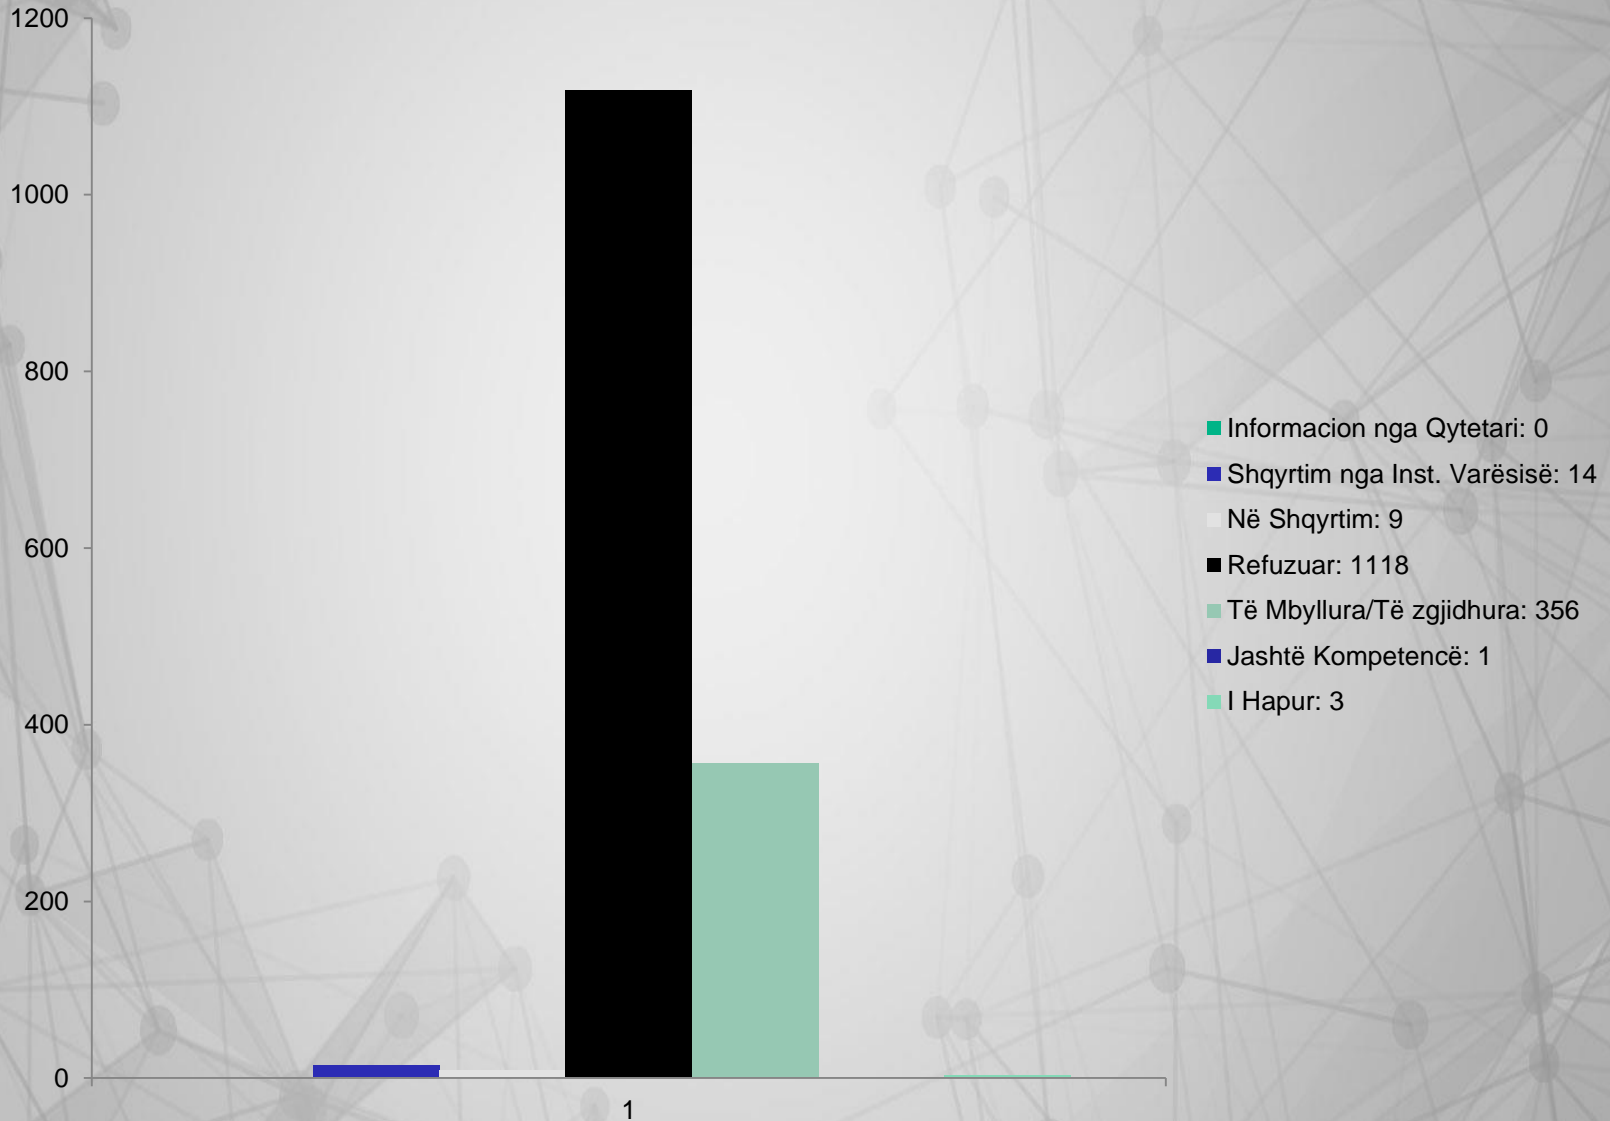 1200
1000
800
600
400
200
0
1
Informacion nga Qytetari: 0
Shqyrtim nga Inst. Varësisë: 14
Në Shqyrtim: 9
Refuzuar: 1118
Të Mbyllura/Të zgjidhura: 356
Jashtë Kompetencë: 1
I Hapur: 3